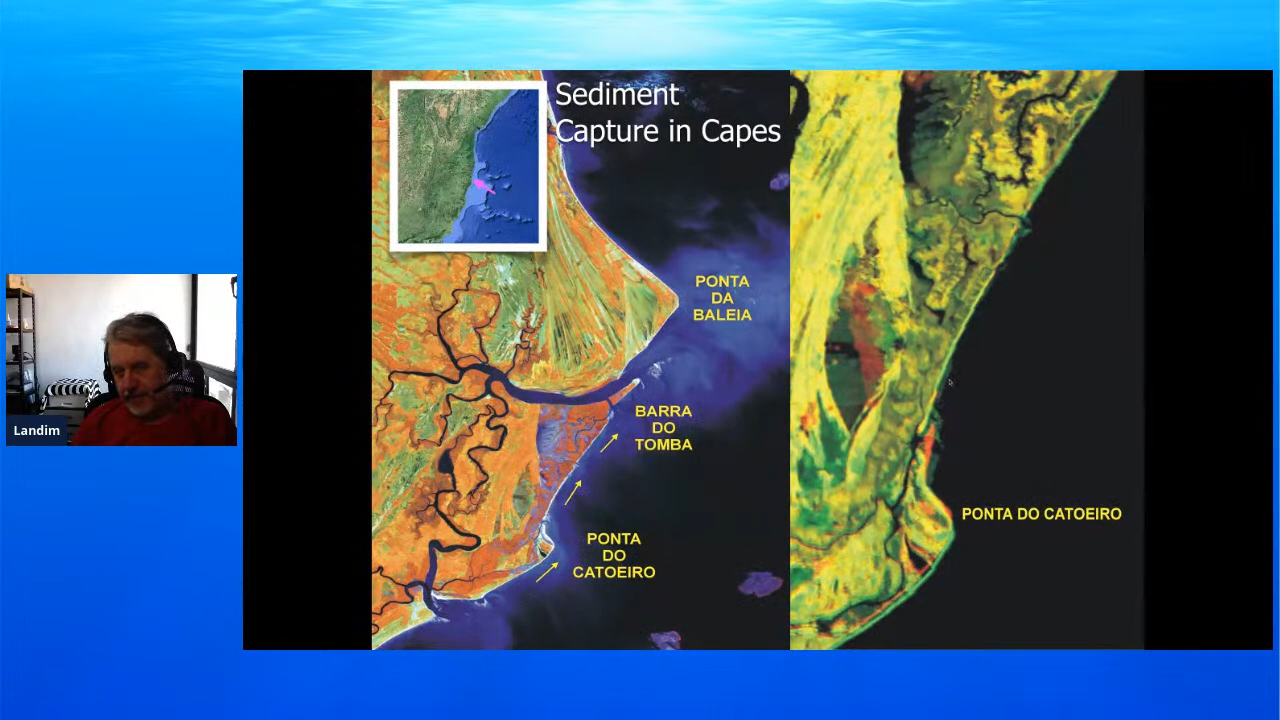 Sediment
Capture in Capes
PONTA
DA
BALEIA
BARRA
DO
TOMBA
PONTA
DO
CATOEIRO
PONTA DO CATOEIRO
Landim